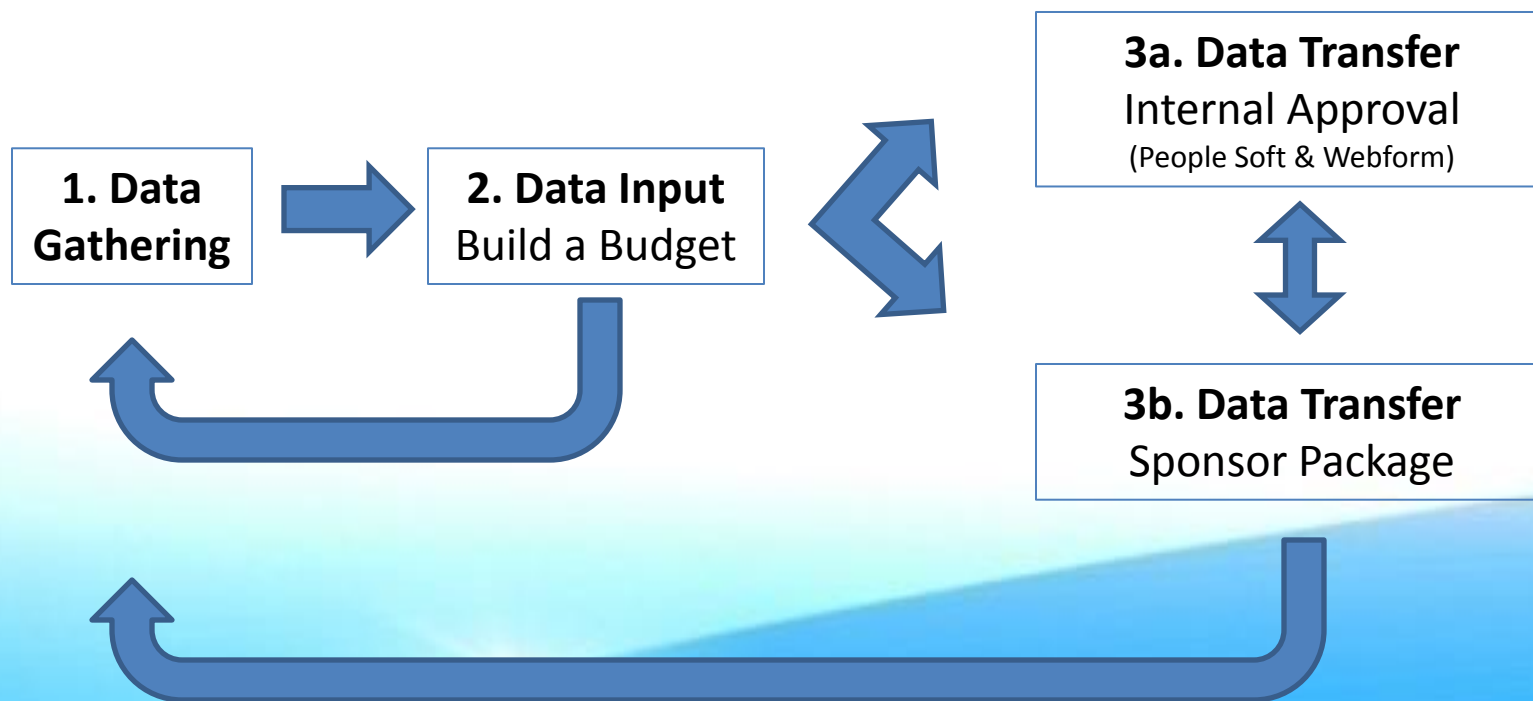 1. Data
Gathering
2. Data Input
Build a Budget
3a. Data Transfer
Internal Approval
(People Soft & Webform)
3b. Data Transfer
Sponsor Package